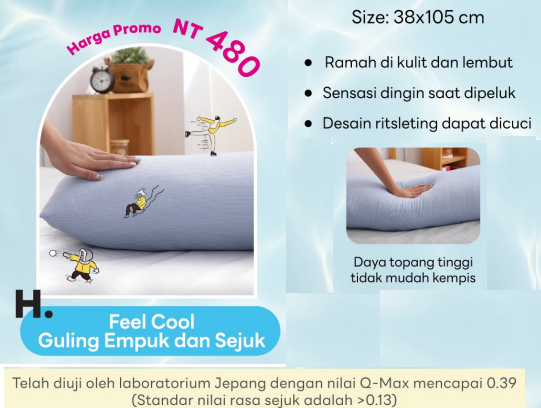 Harga Promo NT 480
H.
Feel Cool
Guling Empuk dan Sejuk
Size: 38x105 cm
● Ramah di kulit dan lembut
● Sensasi dingin saat dipeluk
● Desain ritsleting dapat dicuci
Daya topang tinggi
tidak mudah kempis
Telah diuji oleh laboratorium Jepang dengan nilai Q-Max mencapai 0.39
(Standar nilai rasa sejuk adalah >0.13)